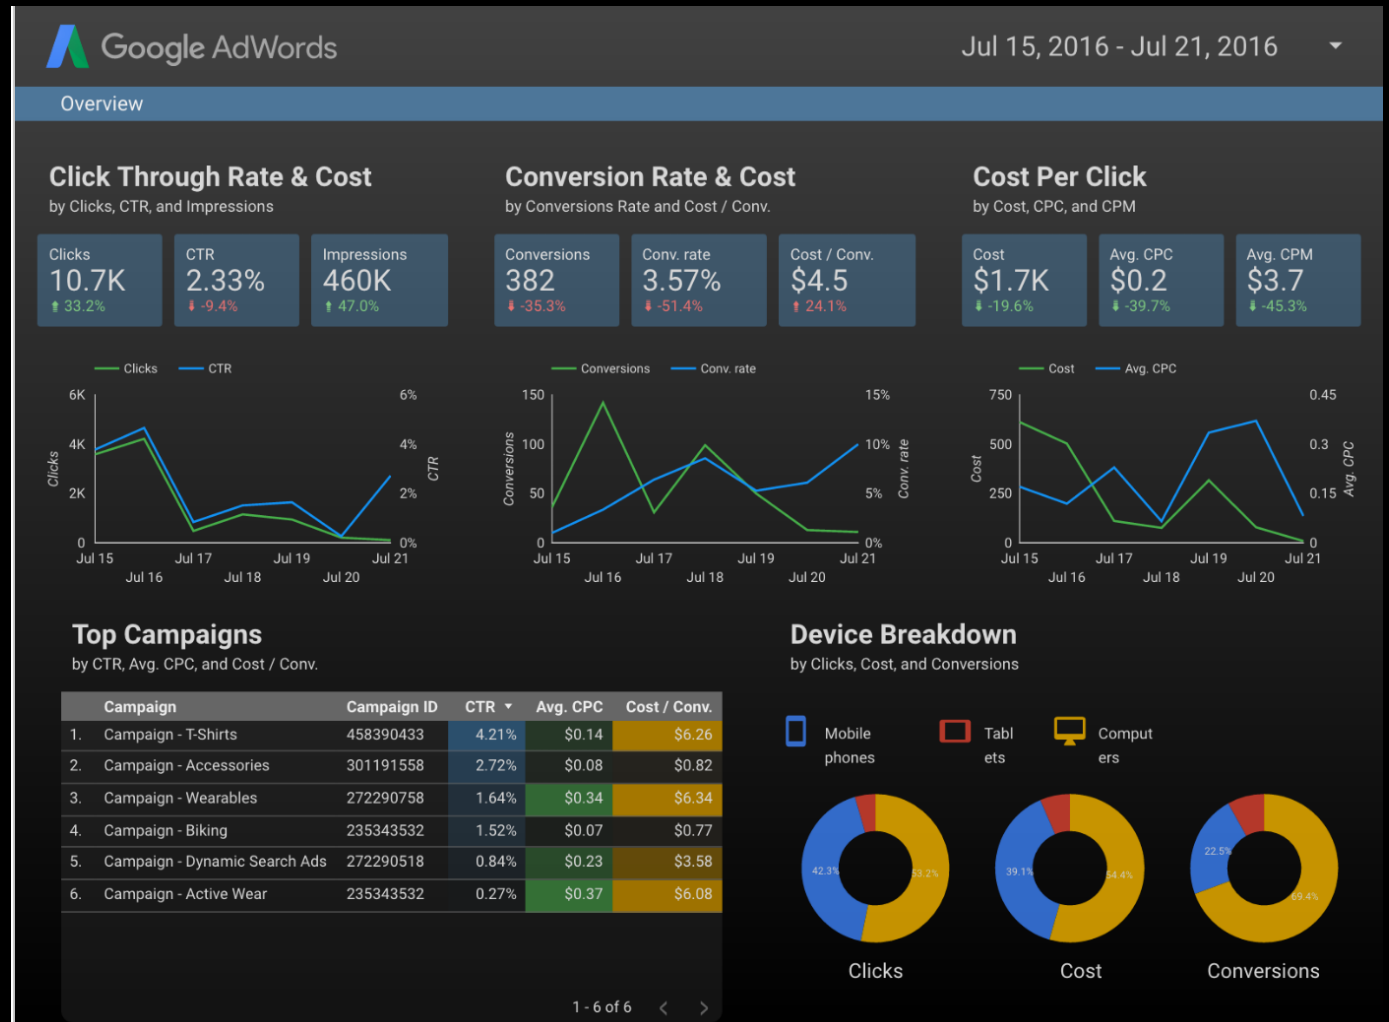 Google AdWords
Jul 15, 2016 - Jul 21, 2016
Overview
Click Through Rate & Cost
by Clicks, CTR, and Impressions
Clicks
10.7K
33.2%
CTR
2.33%
-9.4%
Impressions
460K
47.0%
Conversion Rate & Cost
by Conversions Rate and Cost / Conv.
Conversions
382
-35.3%
Conv. rate
3.57%
-51.4%
Cost / Conv.
$4.5
24.1%
Cost Per Click
by Cost, CPC, and CPM
Cost
$1.7K
-19.6%
Avg. CPC
$0.2
-39.7%
Avg. CPM
$3.7
-45.3%
Clicks CTR
6K
4K
2K
0
Clicks
6%
4%
2%
0%
CTR
Jul 15 Jul 17 Jul 19 Jul 21
Jul 16 Jul 18 Jul 20
Conversions Conv. rate
150
100
50
0
Conversions
15%
10%
5%
0%
Conv. rate
Jul 15 Jul 17 Jul 19 Jul 21
Jul 16 Jul 18 Jul 20
Cost Avg. CPC
750
500
250
0
Cost
0.45
0.3
0.15
0
Avg. CPC
Jul 15 Jul 17 Jul 19 Jul 21
Jul 16 Jul 18 Jul 20
Top Campaigns
by CTR, Avg. CPC, and Cost / Conv.
Campaign Campaign ID CTR Avg. CPC Cost / Conv.
1. Campaign - T-Shirts 458390433 4.21% $0.14 $6.26
2. Campaign - Accessories 301191558 2.72% $0.08 $0.82
3. Campaign - Wearables 272290758 1.64% $0.34 $6.34
4. Campaign - Biking 235343532 1.52% $0.07 $0.77
5. Campaign - Dynamic Search Ads 272290518 0.84% $0.23 $3.58
6. Campaign - Active Wear 235343532 0.27% $0.37 $6.08
1 - 6 of 6
Device Breakdown
by Clicks, Cost, and Conversions
Mobile
phones
Tabl
ets
Comput
ers
42.3%
53.2%
Clicks
39.1%
54.4%
Cost
22.5%
69.4%
Conversions